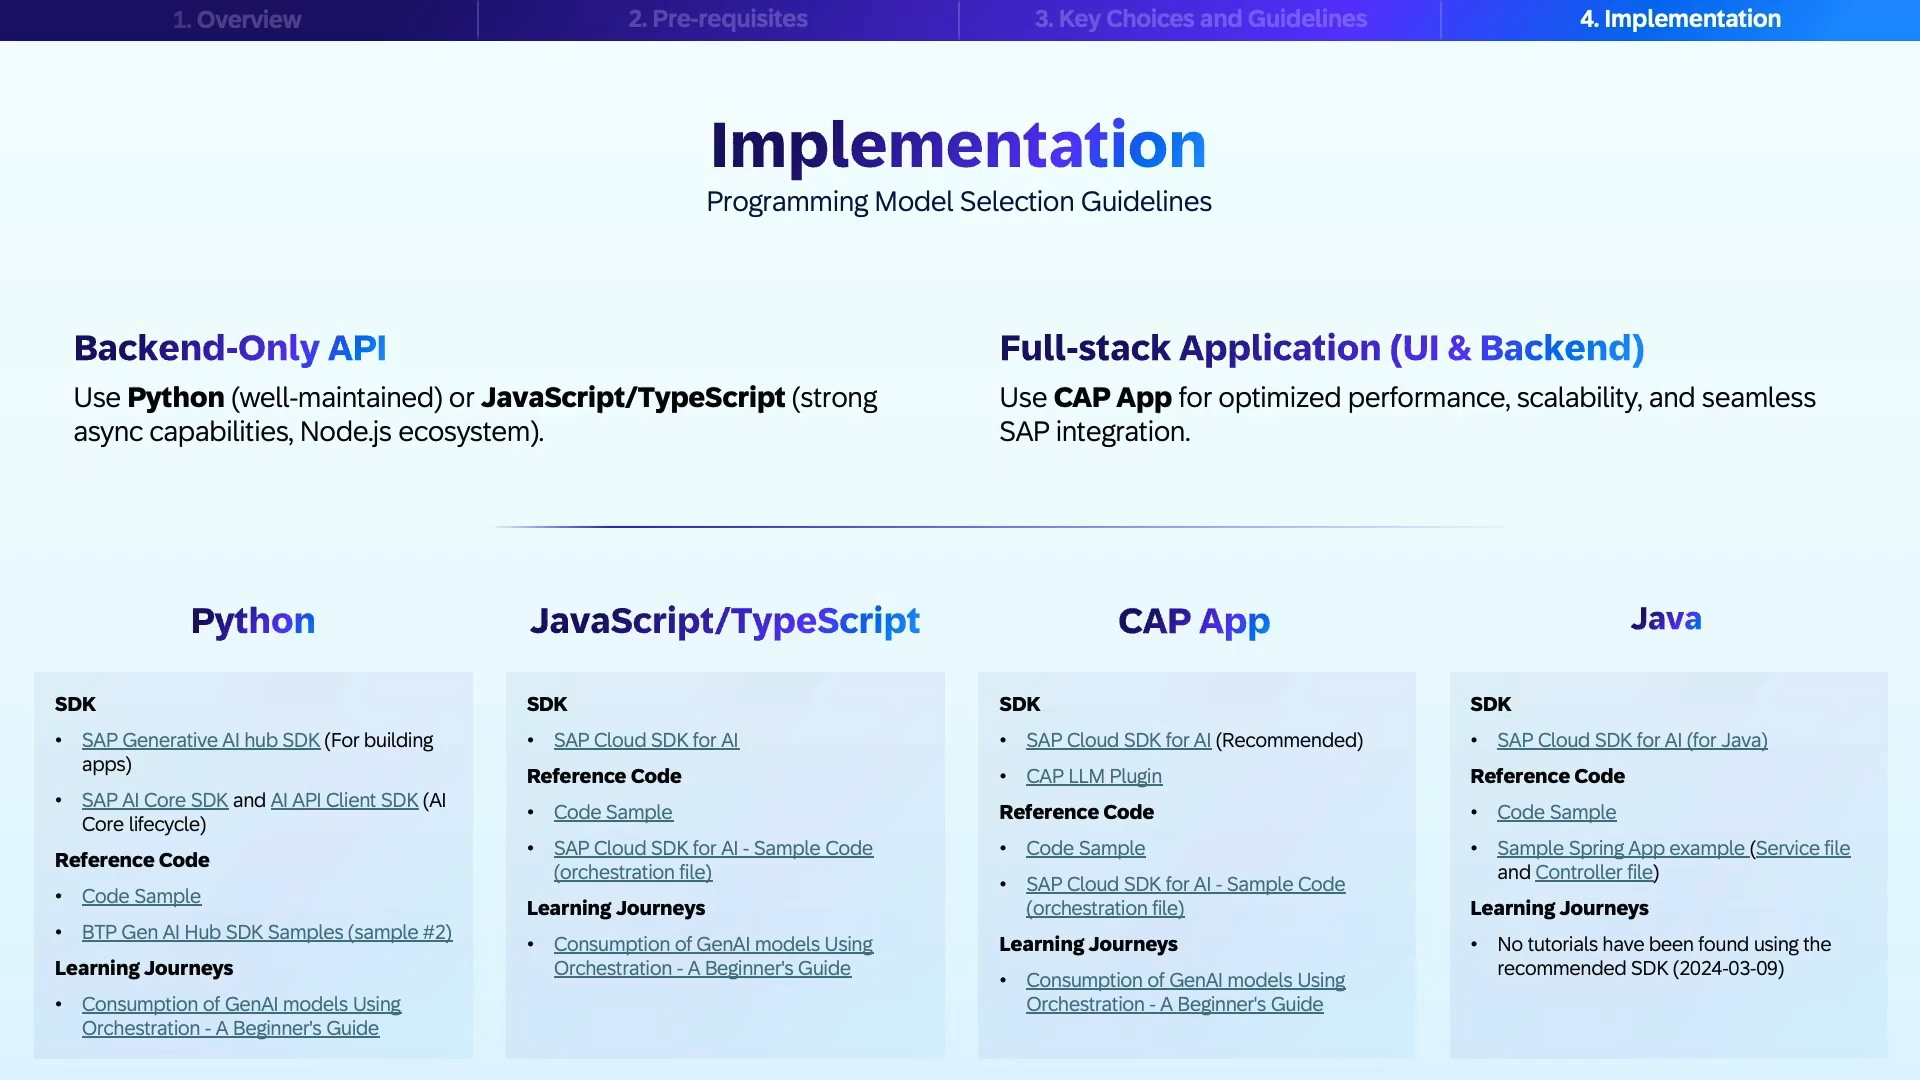 1. Overview
2. Pre-requisites
3. Key Choices and Guidelines
4. Implementation
Implementation
Programming Model Selection Guidelines
Backend-Only API
Use Python (well-maintained) or JavaScript/TypeScript (strong
async capabilities, Node.js ecosystem).
Full-stack Application (UI & Backend)
Use CAP App for optimized performance, scalability, and seamless
SAP integration.
Python
SDK
• SAP Generative AI hub SDK (For building
apps)
• SAP AI Core SDK and AI API Client SDK (AI
Core lifecycle)
Reference Code
• Code Sample
• BTP Gen AI Hub SDK Samples (sample #2)
Learning Journeys
• Consumption of GenAI models Using
Orchestration - A Beginner's Guide
JavaScript/TypeScript
SDK
• SAP Cloud SDK for AI
Reference Code
• Code Sample
• SAP Cloud SDK for AI - Sample Code
(orchestration file)
Learning Journeys
• Consumption of GenAI models Using
Orchestration - A Beginner's Guide
CAP App
SDK
• SAP Cloud SDK for AI (Recommended)
• CAP LLM Plugin
Reference Code
• Code Sample
• SAP Cloud SDK for AI - Sample Code
(orchestration file)
Learning Journeys
• Consumption of GenAI models Using
Orchestration - A Beginner's Guide
Java
SDK
• SAP Cloud SDK for AI (for Java)
Reference Code
• Code Sample
• Sample Spring App example (Service file
and Controller file)
Learning Journeys
• No tutorials have been found using the
recommended SDK (2024-03-09)